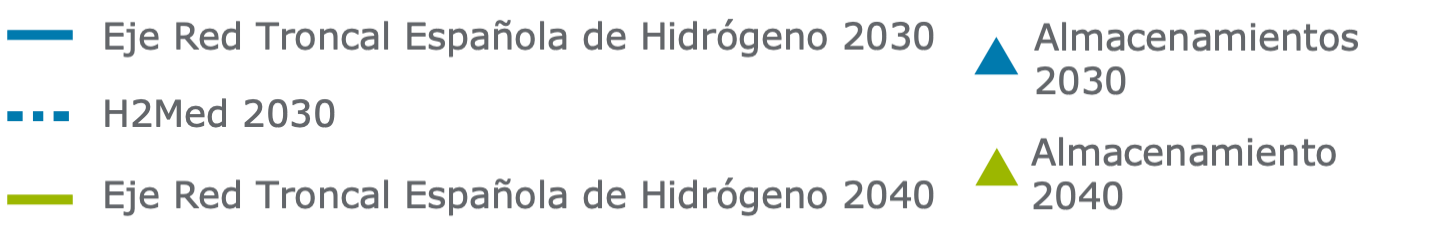 Eje Red Troncal Española de Hidrógeno 2030
H2Med 2030
Eje Red Troncal Española de Hidrógeno 2040
Almacenamientos
2030
Almacenamiento
2040